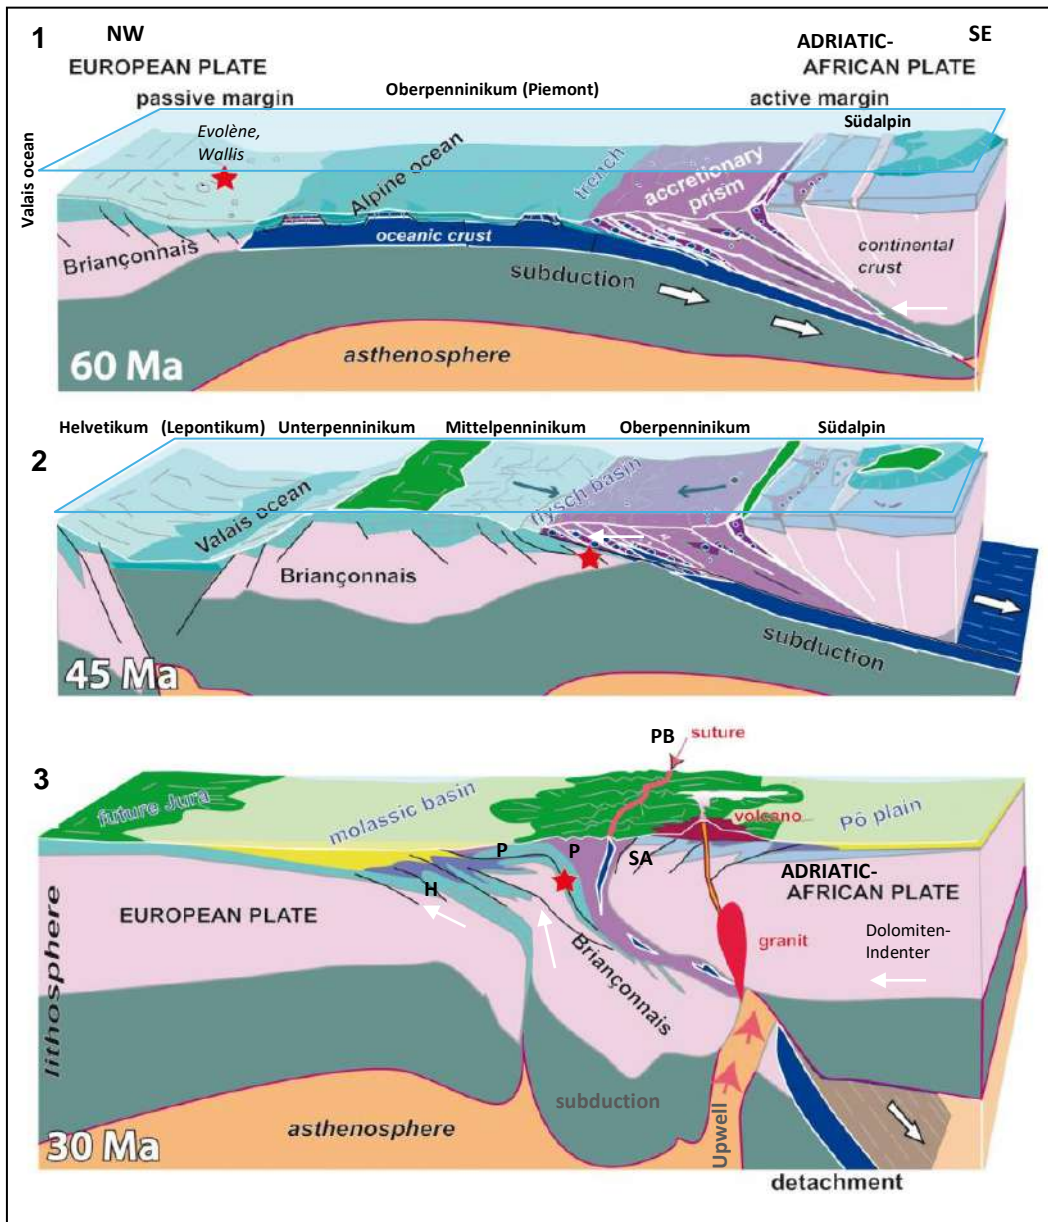 1
NW
SE
EUROPEAN PLATE
ADRIATIC-
AFRICAN PLATE
passive margin
Oberpenninikum (Piemont)
active margin
Südalpin
Valais ocean
Evolène,
Wallis
Alpine ocean
trench
accretionary
prism
oceanic crust
Briançonnais
continental
crust
subduction
asthenosphere
60 Ma
Helvetikum
(Lepontikum)
Unterpenninikum
Mittelpenninikum
Oberpenninikum
Südalpin
2
Valais ocean
flysch basin
Briançonnais
subduction
45 Ma
PB
suture
3
future Jura
molassic basin
volcano
Pô plain
P
P
SA
H
ADRIATIC-
AFRICAN PLATE
EUROPEAN PLATE
lithosphere
Briançonnais
granit
Dolomiten-
Indenter
subduction
Upwell
asthenosphere
30 Ma
detachment